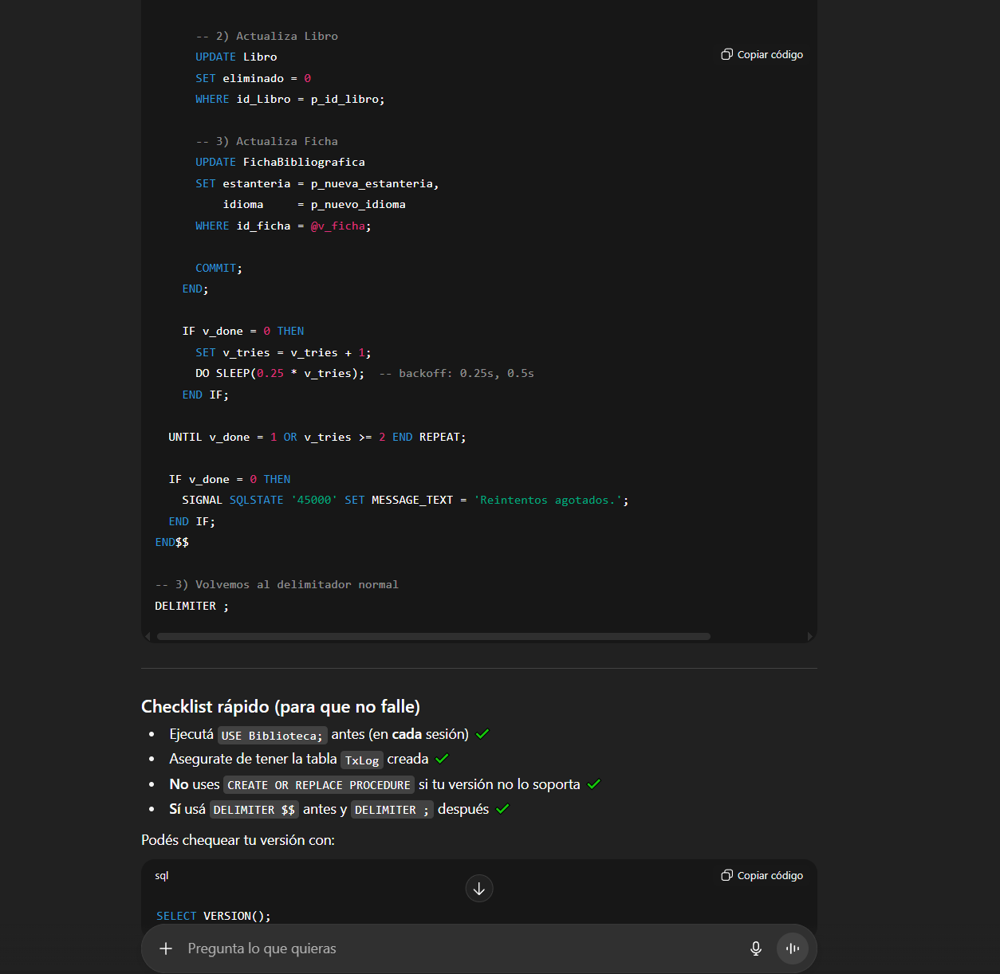 -- 2) Actualiza Libro
Copiar código
UPDATE Libro
SET eliminado = 0
WHERE id_Libro = p_id_libro;
-- 3) Actualiza Ficha
UPDATE FichaBibliografica
SET estanteria = p_nueva_estanteria,
idioma     = p_nuevo_idioma
WHERE id_ficha = @v_ficha;
COMMIT;
END;
IF v_done = 0 THEN
SET v_tries = v_tries + 1;
DO SLEEP(0.25 * v_tries);  -- backoff: 0.25s, 0.5s
END IF;
UNTIL v_done = 1 OR v_tries >= 2 END REPEAT;
IF v_done = 0 THEN
SIGNAL SQLSTATE '45000' SET MESSAGE_TEXT = 'Reintentos agotados.';
END IF;
END$$
-- 3) Volvemos al delimitador normal
DELIMITER ;
Checklist rápido (para que no falle)
• Ejecutá USE Biblioteca; antes (en cada sesión) ✔
• Asegurate de tener la tabla TxLog creada ✔
• No uses CREATE OR REPLACE PROCEDURE si tu versión no lo soporta ✔
• Sí usá DELIMITER $$ antes y DELIMITER ; después ✔
Podés chequear tu versión con:
sql
Copiar código
SELECT VERSION();
Pregunta lo que quieras